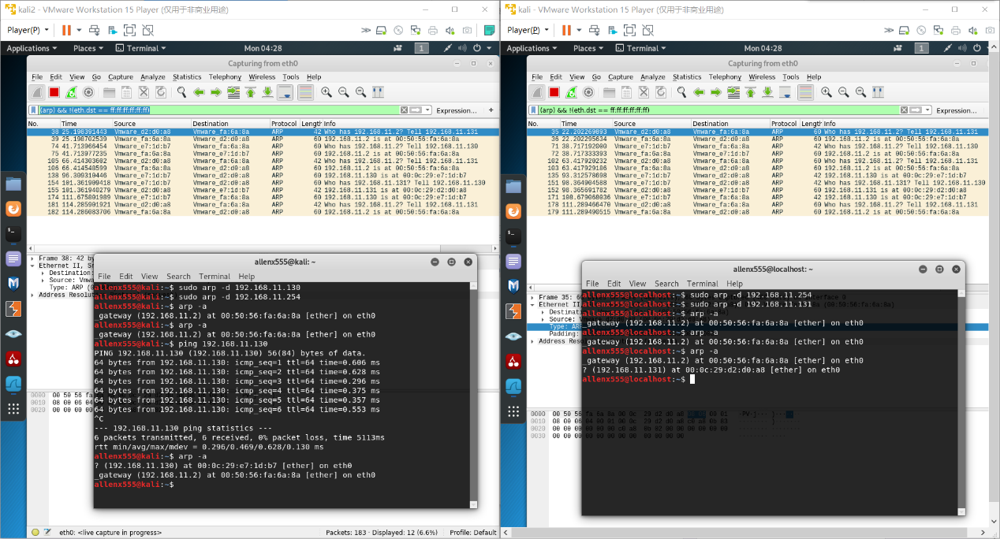 kali2 - VMware Workstation 15 Player (仅用于非商业用途)
Player(P)
Applications Places Terminal Mon 04:28 1
Capturing from eth0
File Edit View Go Capture Analyze Statistics Telephony Wireless Tools Help
(arp) && !(eth.dst == ff:ff:ff:ff:ff:ff) Expression... +
No. Time Source Destination Protocol Length Info
38 25.198391443 Vmware_d2:d0:a8 Vmware_fa:6a:8a ARP 42 Who has 192.168.11.2? Tell 192.168.11.131
39 25.198702539 Vmware_fa:6a:8a Vmware_d2:d0:a8 ARP 60 192.168.11.2 is at 00:50:56:fa:6a:8a
74 41.713966454 Vmware_e7:1d:b7 Vmware_fa:6a:8a ARP 60 Who has 192.168.11.2? Tell 192.168.11.130
75 41.713977235 Vmware_fa:6a:8a Vmware_e7:1d:b7 ARP 60 192.168.11.2 is at 00:50:56:fa:6a:8a
105 66.414303602 Vmware_d2:d0:a8 Vmware_fa:6a:8a ARP 42 Who has 192.168.11.2? Tell 192.168.11.131
106 66.414548599 Vmware_fa:6a:8a Vmware_d2:d0:a8 ARP 60 192.168.11.2 is at 00:50:56:fa:6a:8a
138 96.309319446 Vmware_e7:1d:b7 Vmware_d2:d0:a8 ARP 60 192.168.11.130 is at 00:0c:29:e7:1d:b7
154 101.361909418 Vmware_e7:1d:b7 Vmware_d2:d0:a8 ARP 60 Who has 192.168.11.131? Tell 192.168.11.130
155 101.361940279 Vmware_d2:d0:a8 Vmware_e7:1d:b7 ARP 42 192.168.11.131 is at 00:0c:29:d2:d0:a8
174 111.675801989 Vmware_e7:1d:b7 Vmware_fa:6a:8a ARP 60 192.168.11.130 is at 00:0c:29:e7:1d:b7
181 114.285901921 Vmware_d2:d0:a8 Vmware_fa:6a:8a ARP 42 Who has 192.168.11.2? Tell 192.168.11.131
182 114.286083706 Vmware_fa:6a:8a Vmware_d2:d0:a8 ARP 60 192.168.11.2 is at 00:50:56:fa:6a:8a
Frame 38: 42 by
Ethernet II, Sr
Destination:
Source: Vmwa
Type: ARP (0
Address Resolut
0000 00 50 56 fa
0010 08 00 06 04
0020 00 00 00 00
allenx555@kali: ~
File Edit View Search Terminal Help
allenx555@kali:~$ sudo arp -d 192.168.11.130
allenx555@kali:~$ sudo arp -d 192.168.11.254
allenx555@kali:~$ arp -a
_gateway (192.168.11.2) at 00:50:56:fa:6a:8a [ether] on eth0
allenx555@kali:~$ arp -a
_gateway (192.168.11.2) at 00:50:56:fa:6a:8a [ether] on eth0
allenx555@kali:~$ ping 192.168.11.130
PING 192.168.11.130 (192.168.11.130) 56(84) bytes of data.
64 bytes from 192.168.11.130: icmp_seq=1 ttl=64 time=0.606 ms
64 bytes from 192.168.11.130: icmp_seq=2 ttl=64 time=0.628 ms
64 bytes from 192.168.11.130: icmp_seq=3 ttl=64 time=0.296 ms
64 bytes from 192.168.11.130: icmp_seq=4 ttl=64 time=0.375 ms
64 bytes from 192.168.11.130: icmp_seq=5 ttl=64 time=0.357 ms
64 bytes from 192.168.11.130: icmp_seq=6 ttl=64 time=0.553 ms
^C
--- 192.168.11.130 ping statistics ---
6 packets transmitted, 6 received, 0% packet loss, time 5113ms
rtt min/avg/max/mdev = 0.296/0.469/0.628/0.130 ms
allenx555@kali:~$ arp -a
? (192.168.11.130) at 00:0c:29:e7:1d:b7 [ether] on eth0
_gateway (192.168.11.2) at 00:50:56:fa:6a:8a [ether] on eth0
allenx555@kali:~$
eth0: <live capture in progress> Packets: 183 · Displayed: 12 (6.6%) Profile: Default
kali - VMware Workstation 15 Player (仅用于非商业用途)
Player(P)
Applications Places Terminal Mon 04:28 1
Capturing from eth0
File Edit View Go Capture Analyze Statistics Telephony Wireless Tools Help
(arp) && !(eth.dst == ff:ff:ff:ff:ff:ff) Expression...
No. Time Source Destination Protocol Length Info
35 22.202269893 Vmware_d2:d0:a8 Vmware_fa:6a:8a ARP 60 Who has 192.168.11.2? Tell 192.168.11.131
36 22.202295634 Vmware_fa:6a:8a Vmware_d2:d0:a8 ARP 60 192.168.11.2 is at 00:50:56:fa:6a:8a
71 38.717192000 Vmware_e7:1d:b7 Vmware_fa:6a:8a ARP 42 Who has 192.168.11.2? Tell 192.168.11.130
72 38.717333393 Vmware_fa:6a:8a Vmware_e7:1d:b7 ARP 60 192.168.11.2 is at 00:50:56:fa:6a:8a
102 63.417920232 Vmware_d2:d0:a8 Vmware_fa:6a:8a ARP 60 Who has 192.168.11.2? Tell 192.168.11.131
103 63.417929186 Vmware_fa:6a:8a Vmware_d2:d0:a8 ARP 60 192.168.11.2 is at 00:50:56:fa:6a:8a
135 93.312578698 Vmware_e7:1d:b7 Vmware_d2:d0:a8 ARP 42 192.168.11.130 is at 00:0c:29:e7:1d:b7
151 98.364904588 Vmware_e7:1d:b7 Vmware_d2:d0:a8 ARP 42 Who has 192.168.11.131? Tell 192.168.11.130
152 98.365691782 Vmware_d2:d0:a8 Vmware_e7:1d:b7 ARP 60 192.168.11.131 is at 00:0c:29:d2:d0:a8
171 108.679068036 Vmware_e7:1d:b7 Vmware_fa:6a:8a ARP 42 192.168.11.130 is at 00:0c:29:e7:1d:b7
178 111.289466470 Vmware_d2:d0:a8 Vmware_fa:6a:8a ARP 60 Who has 192.168.11.2? Tell 192.168.11.131
179 111.289490515 Vmware_fa:6a:8a Vmware_d2:d0:a8 ARP 60 192.168.11.2 is at 00:50:56:fa:6a:8a
Frame 35: 60
Ethernet II
Destinatio
Source:
Type: ARP
Padding:
Address Reso
allenx555@localhost: ~
File Edit View Search Terminal Help
allenx555@localhost:~$ sudo arp -d 192.168.11.254
allenx555@localhost:~$ sudo arp -d 192.168.11.131
allenx555@localhost:~$ arp -a
_gateway (192.168.11.2) at 00:50:56:fa:6a:8a [ether] on eth0
allenx555@localhost:~$ arp -a
_gateway (192.168.11.2) at 00:50:56:fa:6a:8a [ether] on eth0
allenx555@localhost:~$ arp -a
_gateway (192.168.11.2) at 00:50:56:fa:6a:8a [ether] on eth0
? (192.168.11.131) at 00:0c:29:d2:d0:a8 [ether] on eth0
allenx555@localhost:~$
0000 00 50 56 fa 6a 8a 00 0c 29 d2 d0 a8 08 06 00 01
0010 08 00 06 04 00 01 00 0c 29 d2 d0 a8 c0 a8 0b 83
0020 00 00 00 00 00 00 c0 a8 0b 02 00 00 00 00 00 00
0030 00 00 00 00 00 00 00 00 00 00 00 00